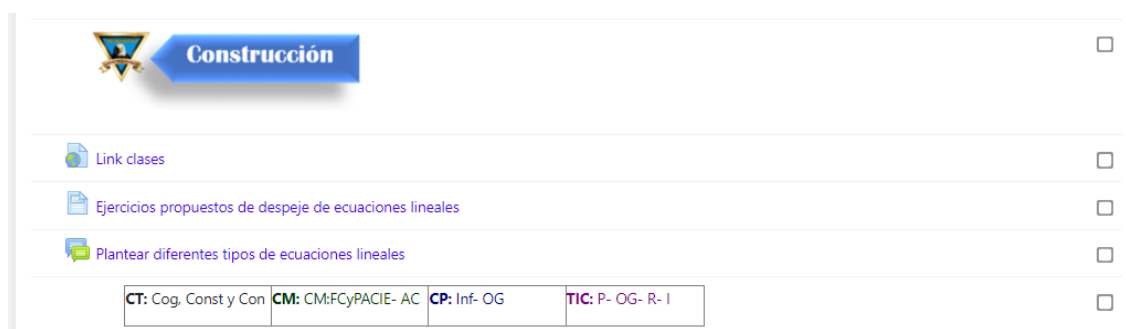 Construcción
Link clases
Ejercicios propuestos de despeje de ecuaciones lineales
Plantear diferentes tipos de ecuaciones lineales
CT: Cog, Const y Con CM: CM:FCyPACIE- AC CP: Inf- OG TIC: P- OG- R- I